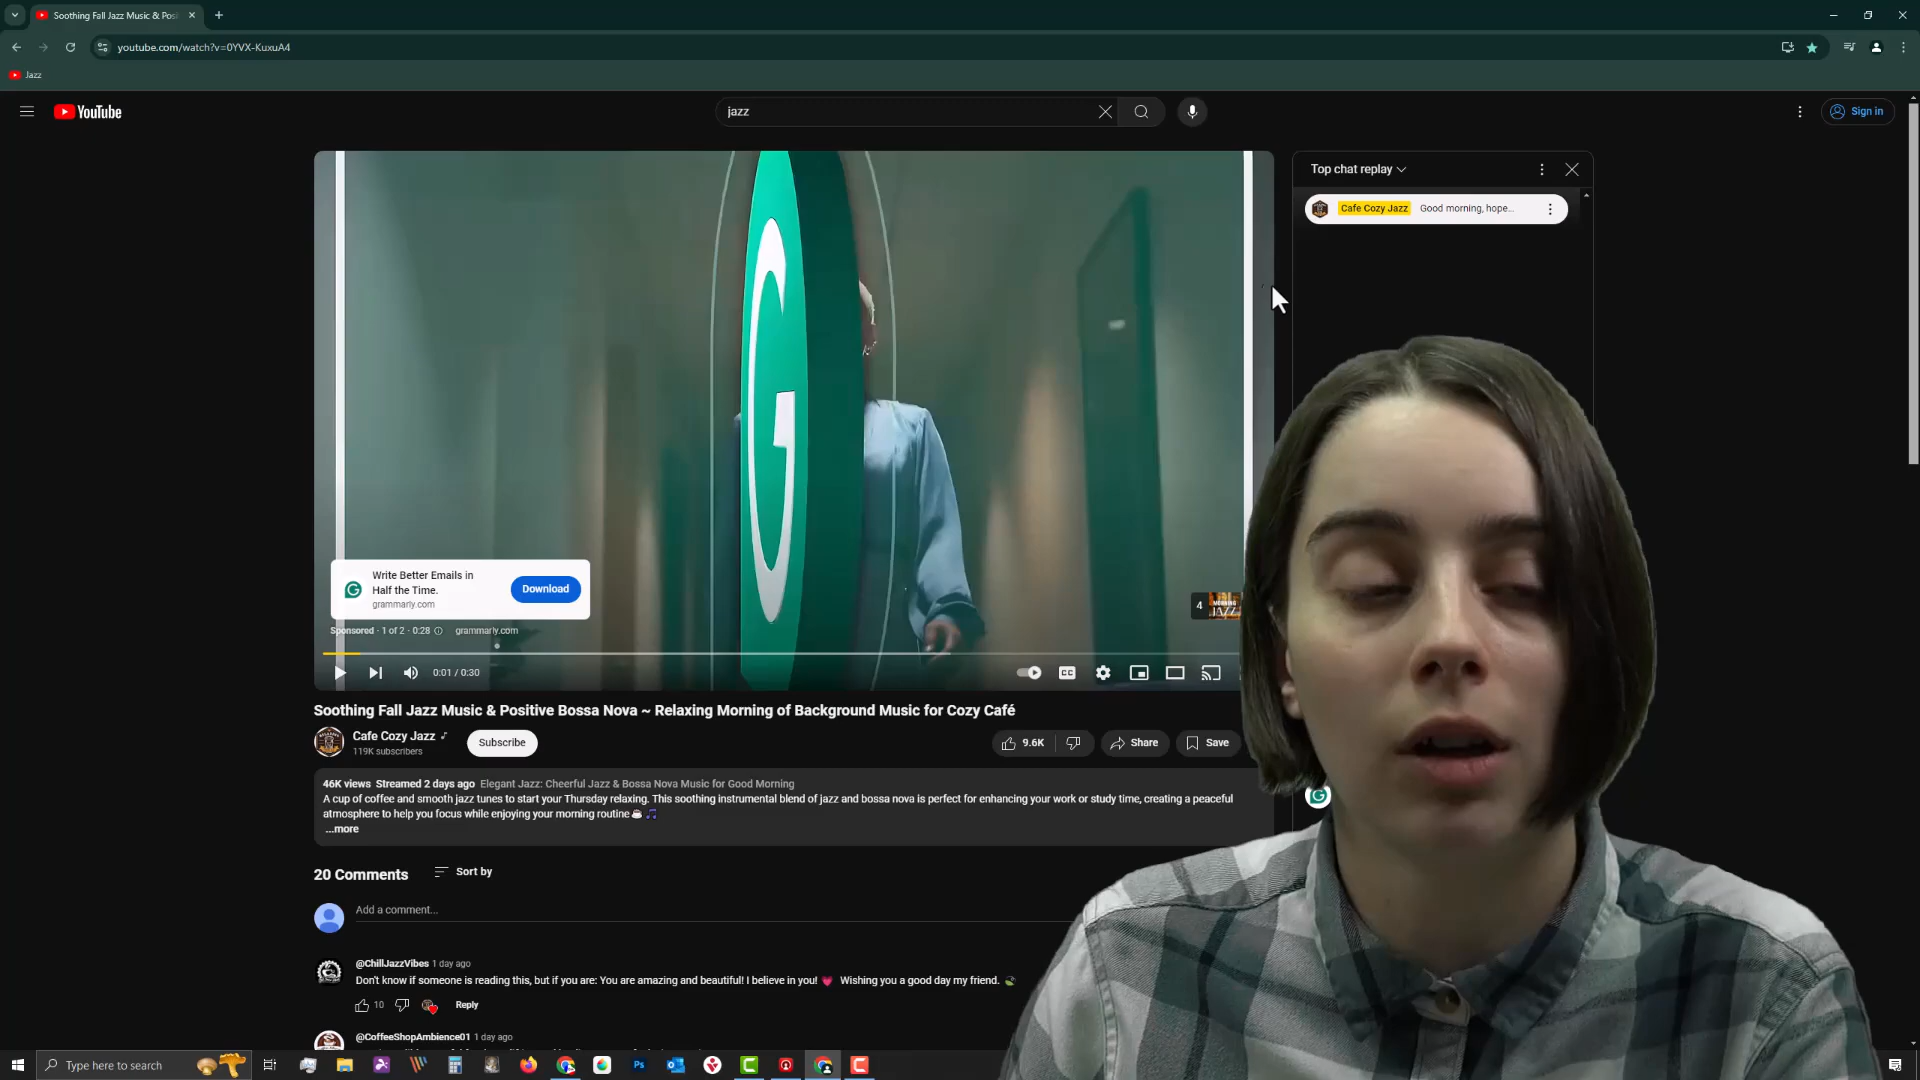 Soothing Fall Jazz Music & Posi
youtube.com/watch?v=0YVX-KuxuA4
Jazz
YouTube
jazz
Sign in
Top chat replay
Cafe Cozy Jazz Good morning, hope...
G
Write Better Emails in
Half the Time.
grammarly.com
Download
4
MORNING
JAZZ
Sponsored · 1 of 2 · 0:28 grammarly.com
0:01 / 0:30
CC
Soothing Fall Jazz Music & Positive Bossa Nova ~ Relaxing Morning of Background Music for Cozy Café
Cafe Cozy Jazz
119K subscribers
Subscribe
9.6K
Share
Save
46K views Streamed 2 days ago Elegant Jazz: Cheerful Jazz & Bossa Nova Music for Good Morning
A cup of coffee and smooth jazz tunes to start your Thursday relaxing. This soothing instrumental blend of jazz and bossa nova is perfect for enhancing your work or study time, creating a peaceful
atmosphere to help you focus while enjoying your morning routine☕ 🎵
...more
20 Comments
Sort by
Add a comment...
@ChillJazzVibes 1 day ago
Don't know if someone is reading this, but if you are: You are amazing and beautiful! I believe in you! 💗 Wishing you a good day my friend. 🍃
10
Reply
@CoffeeShopAmbience01 1 day ago
Type here to search
Ps